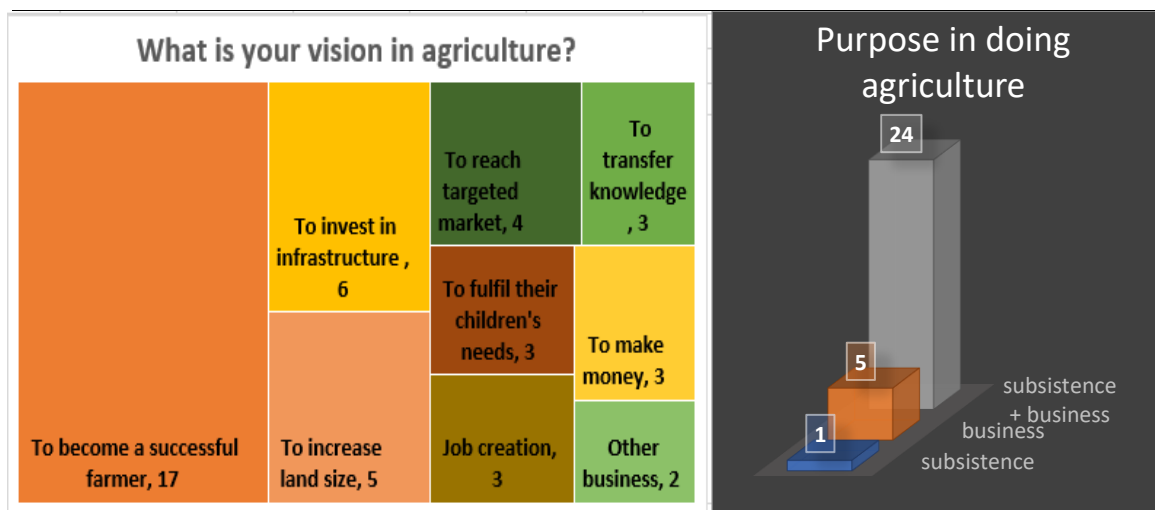 What is your vision in agriculture?
To become a successful
farmer, 17
To invest in
infrastructure ,
6
To increase
land size, 5
To reach
targeted
market, 4
To
transfer
knowledge
, 3
To fulfil their
children's
needs, 3
To make
money, 3
Job creation,
3
Other
business, 2
Purpose in doing
agriculture
24
5
1
subsistence
+ business
business
subsistence